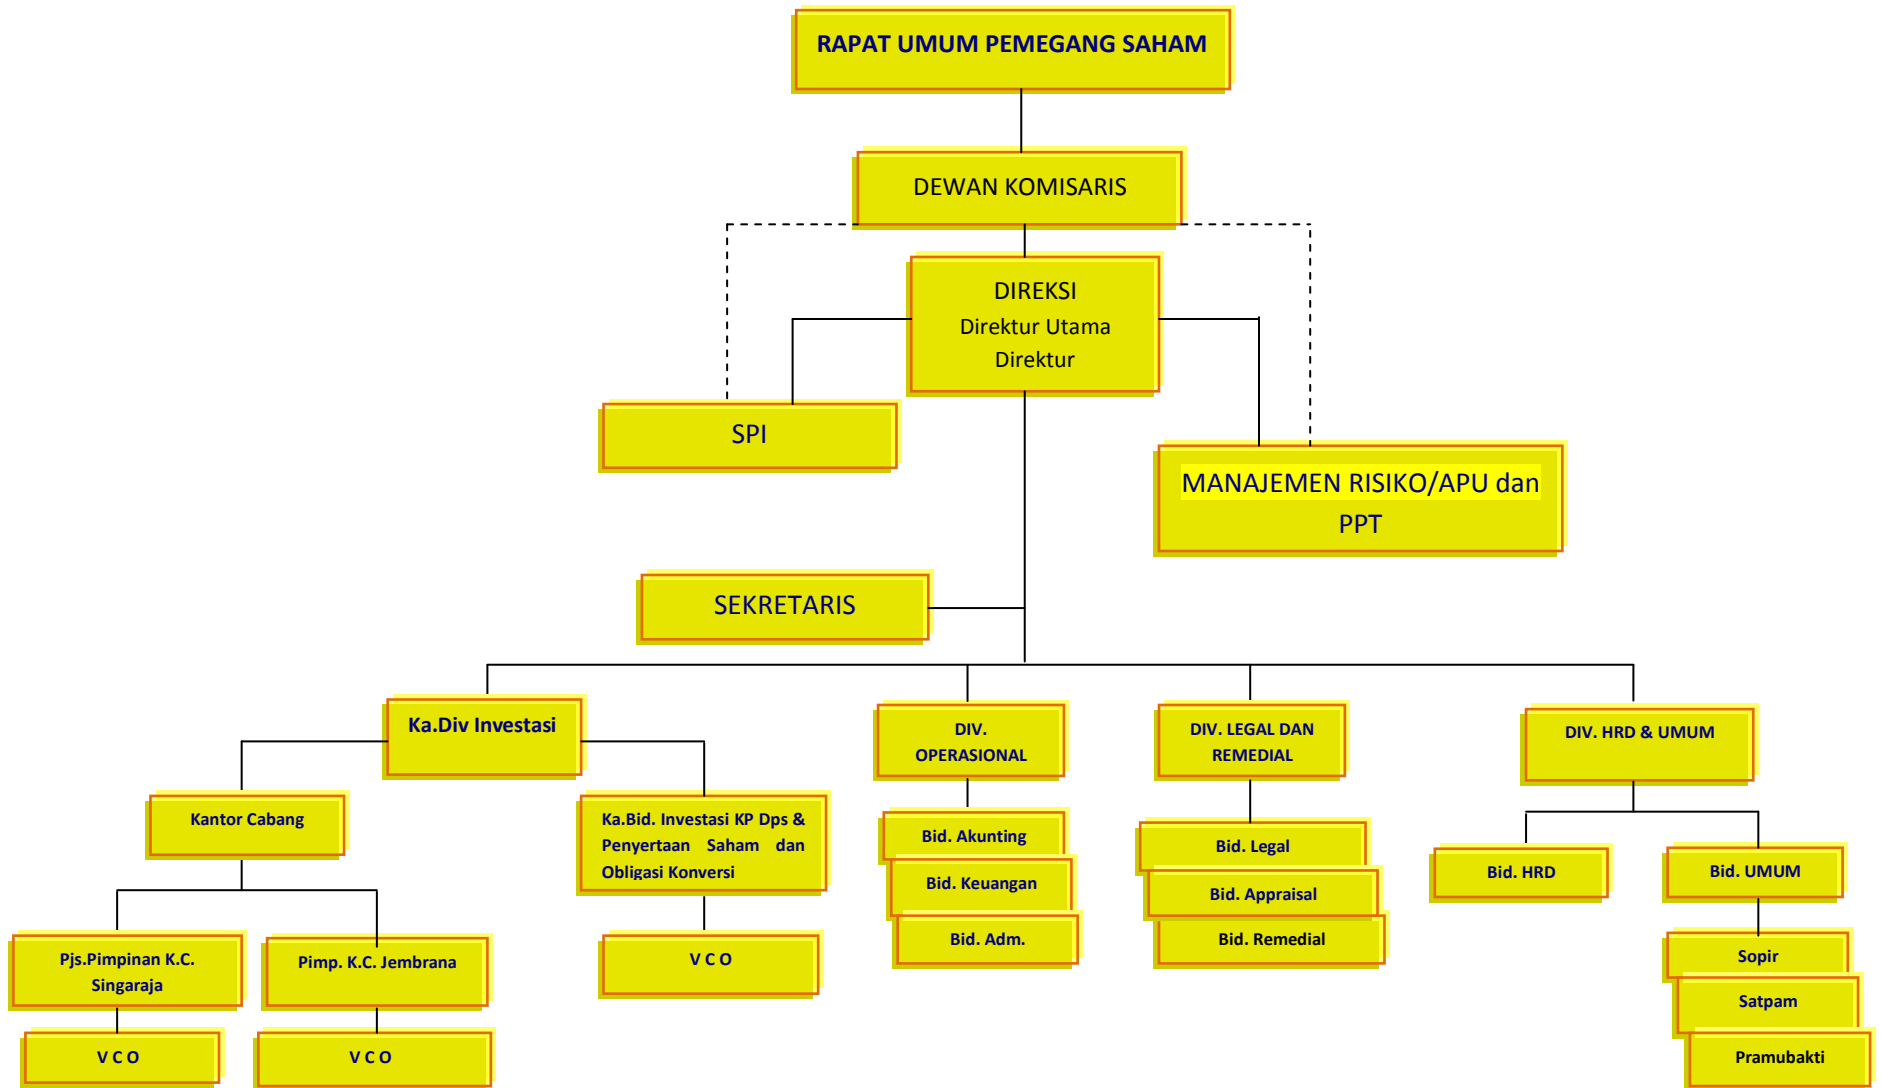 RAPAT UMUM PEMEGANG SAHAM
DEWAN KOMISARIS
DIREKSI
Direktur Utama
Direktur
SPI
MANAJEMEN RISIKO/APU dan
PPT
SEKRETARIS
Ka.Div Investasi
DIV.
OPERASIONAL
DIV. LEGAL DAN
REMEDIAL
DIV. HRD & UMUM
Kantor Cabang
Ka.Bid. Investasi KP Dps &
Penyertaan Saham dan
Obligasi Konversi
Bid. Akunting
Bid. Keuangan
Bid. Adm.
Bid. Legal
Bid. Appraisal
Bid. Remedial
Bid. HRD
Bid. UMUM
Pjs.Pimpinan K.C.
Singaraja
Pimp. K.C. Jembrana
V C O
Sopir
Satpam
Pramubakti
V C O
V C O